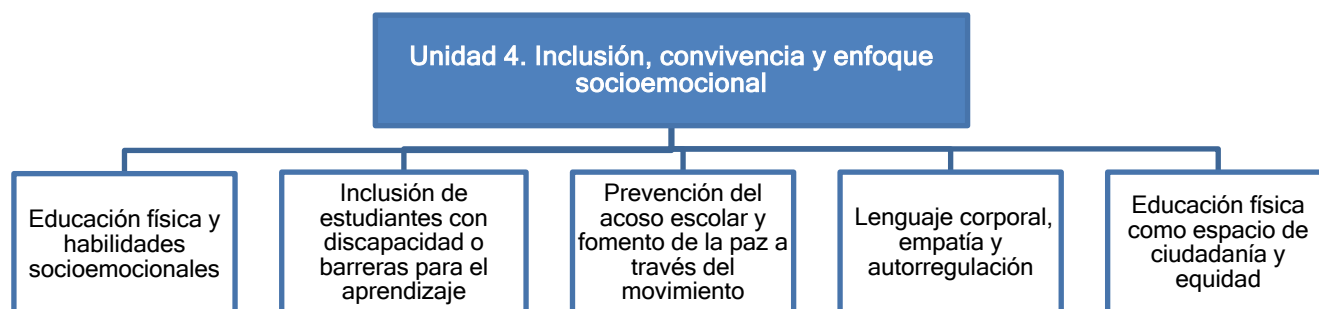 Unidad 4. Inclusión, convivencia y enfoque
socioemocional
Educación física y
habilidades
socioemocionales
Inclusión de
estudiantes con
discapacidad o
barreras para el
aprendizaje
Prevención del
acoso escolar y
fomento de la paz a
través del
movimiento
Lenguaje corporal,
empatía y
autorregulación
Educación física
como espacio de
ciudadanía y
equidad